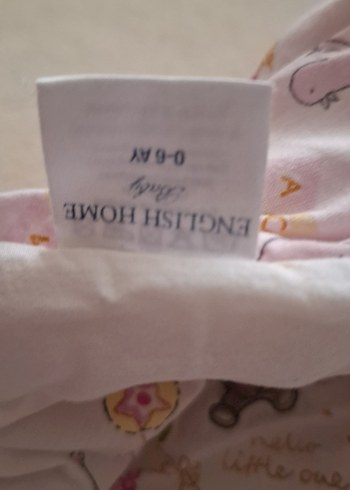 ENGLISH HOME
Baby
0-6 AY
A
hello
little one